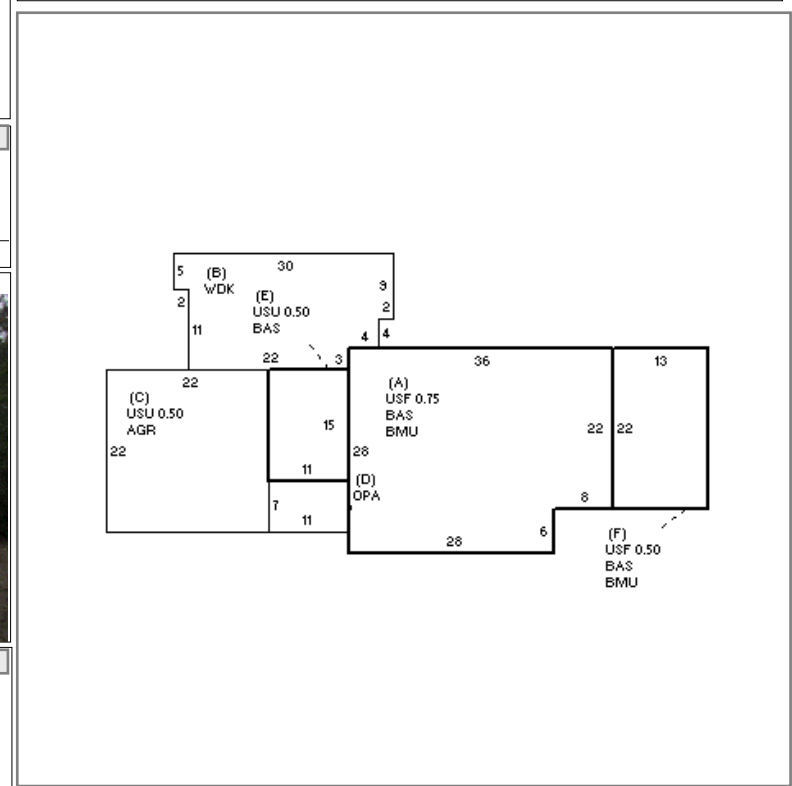 30
5
(B)
WDK
9
2
(E)
USU 0.50
BAS
2
11
4
4
22
3
36
13
22
(C)
USU 0.50
AGR
(A)
USF 0.75
BAS
BMU
15
22
22
22
28
11
(D)
OPA
7
11
8
6
28
(F)
USF 0.50
BAS
BMU